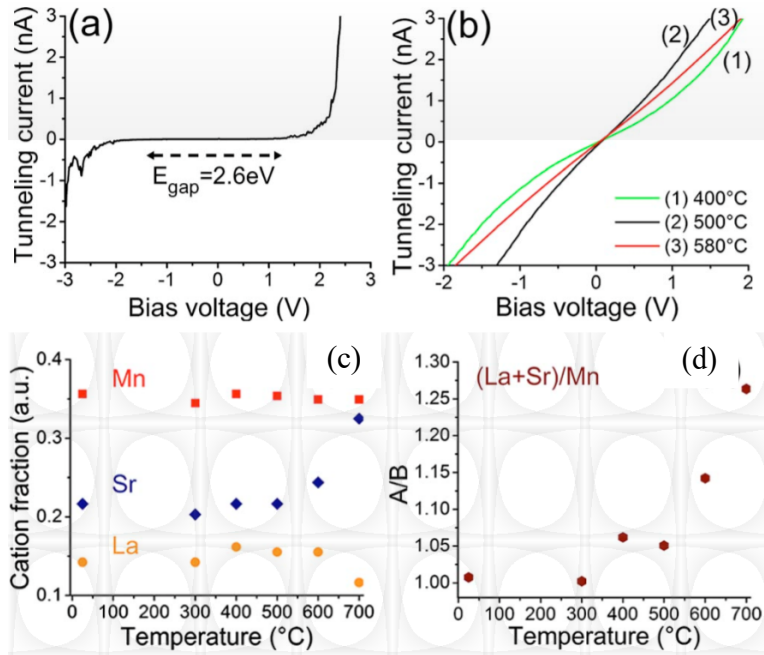 (a)
Tunneling current (nA)
3
2
1
0
-1
-2
-3
E_gap=2.6eV
-3 -2 -1 0 1 2 3
Bias voltage (V)
(b)
Tunneling current (nA)
3
2
1
0
-1
-2
-3
(2)
(3)
(1)
(1) 400°C
(2) 500°C
(3) 580°C
-2 -1 0 1 2
Bias voltage (V)
(c)
Cation fraction (a.u.)
0.4
0.3
0.2
0.1
Mn
Sr
La
0 100 200 300 400 500 600 700
Temperature (°C)
(d)
A/B
1.30
1.25
1.20
1.15
1.10
1.05
1.00
(La+Sr)/Mn
0 100 200 300 400 500 600 700
Temperature (°C)